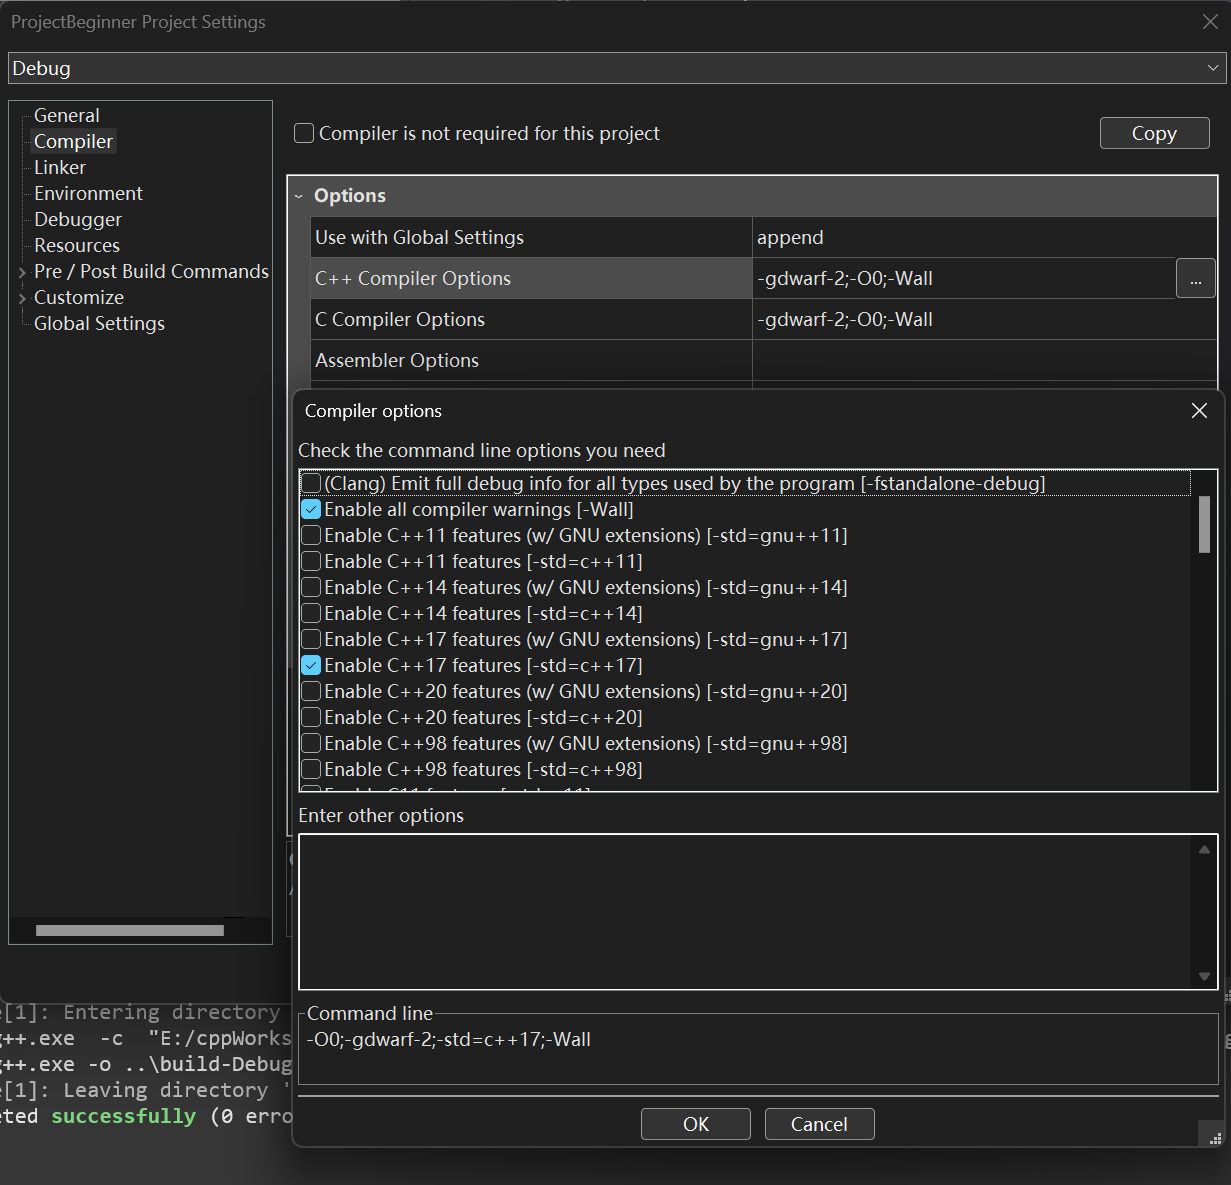 ProjectBeginner Project Settings
Debug
General
Compiler
Linker
Environment
Debugger
Resources
Pre / Post Build Commands
Customize
Global Settings
Compiler is not required for this project
Copy
Options
Use with Global Settings append
C++ Compiler Options -gdwarf-2;-O0;-Wall ...
C Compiler Options -gdwarf-2;-O0;-Wall
Assembler Options
Compiler options
Check the command line options you need
(Clang) Emit full debug info for all types used by the program [-fstandalone-debug]
Enable all compiler warnings [-Wall]
Enable C++11 features (w/ GNU extensions) [-std=gnu++11]
Enable C++11 features [-std=c++11]
Enable C++14 features (w/ GNU extensions) [-std=gnu++14]
Enable C++14 features [-std=c++14]
Enable C++17 features (w/ GNU extensions) [-std=gnu++17]
Enable C++17 features [-std=c++17]
Enable C++20 features (w/ GNU extensions) [-std=gnu++20]
Enable C++20 features [-std=c++20]
Enable C++98 features (w/ GNU extensions) [-std=gnu++98]
Enable C++98 features [-std=c++98]
Enter other options
Command line
-O0;-gdwarf-2;-std=c++17;-Wall
OK
Cancel
e[1]: Entering directory
g++.exe -c "E:/cppWorks
g++.exe -o ..\build-Debug
e[1]: Leaving directory '
eted successfully (0 erro